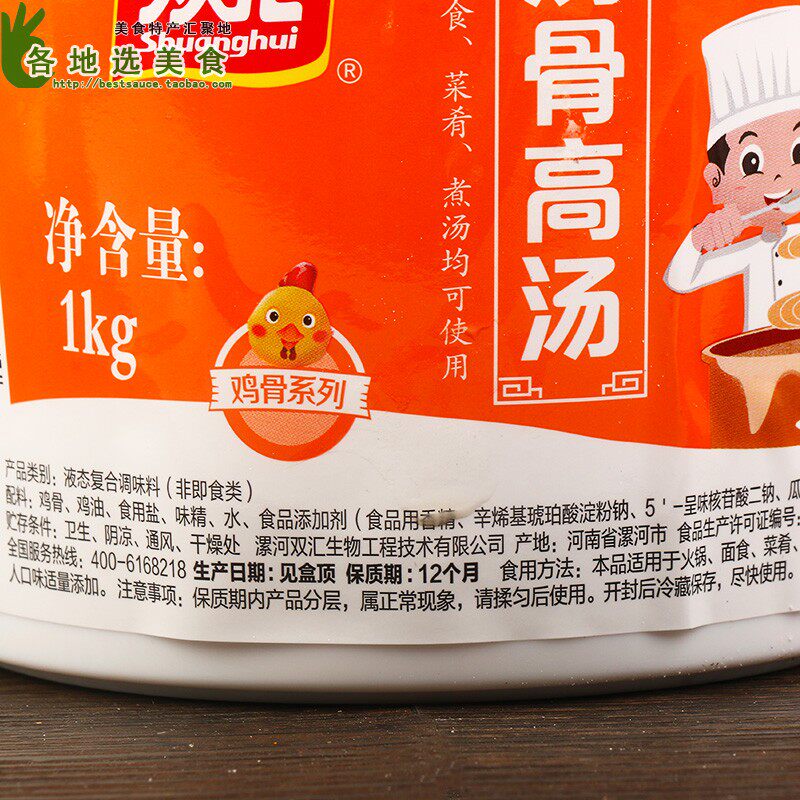 美食特产汇聚地
各地选美食
http://bestsauce.taobao.com
双汇
Shuanghui
®
食、菜肴、煮汤均可使用
骨高汤
净含量:
1kg
鸡骨系列
产品类别: 液态复合调味料 (非即食类)
配料: 鸡骨、鸡油、食用盐、味精、水、食品添加剂 (食品用香精、辛烯基琥珀酸淀粉钠、5'-呈味核苷酸二钠、瓜
贮存条件: 卫生、阴凉、通风、干燥处 漯河双汇生物工程技术有限公司 产地: 河南省漯河市 食品生产许可证编号:
全国服务热线: 400-6168218 生产日期: 见盒顶 保质期: 12个月 食用方法: 本品适用于火锅、面食、菜肴、
人口味适量添加。注意事项: 保质期内产品分层，属正常现象，请揉匀后使用。开封后冷藏保存，尽快使用。